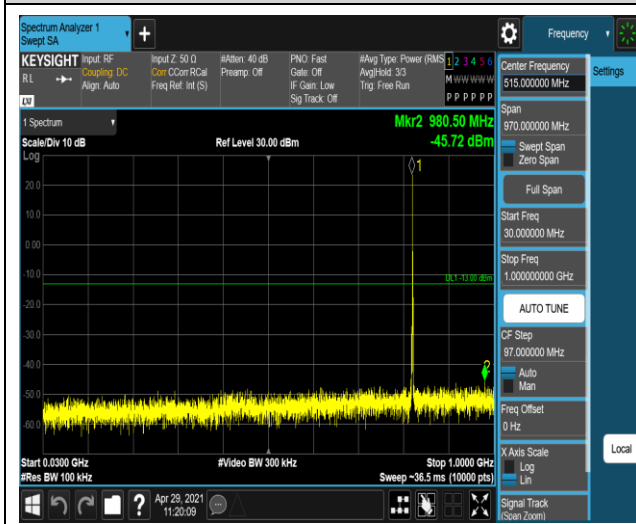 Spectrum Analyzer 1
Swept SA
+
Frequency
KEYSIGHT
Input: RF
Coupling: DC
Align: Auto
Input Z: 50 Ω
Corr CCorr RCal
Freq Ref: Int (S)
#Atten: 40 dB
Preamp: Off
PNO: Fast
Gate: Off
IF Gain: Low
Sig Track: Off
#Avg Type: Power (RMS
Avg|Hold: 3/3
Trig: Free Run
1 2 3 4 5 6
M W W W W W
P P P P P P
RL
LXI
1 Spectrum
Scale/Div 10 dB
Ref Level 30.00 dBm
Mkr2 980.50 MHz
-45.72 dBm
Log
1
20.0
10.0
0.00
-10.0
DL1 -13.00 dBm
-20.0
-30.0
-40.0
2
-50.0
-60.0
Start 0.0300 GHz
#Video BW 300 kHz
Stop 1.0000 GHz
#Res BW 100 kHz
Sweep ~36.5 ms (10000 pts)
?
Apr 29, 2021
11:20:09
Center Frequency
515.000000 MHz
Settings
Span
970.000000 MHz
Swept Span
Zero Span
Full Span
Start Freq
30.000000 MHz
Stop Freq
1.000000000 GHz
AUTO TUNE
CF Step
97.000000 MHz
Auto
Man
Freq Offset
0 Hz
X Axis Scale
Log
Lin
Local
Signal Track
(Span Zoom)